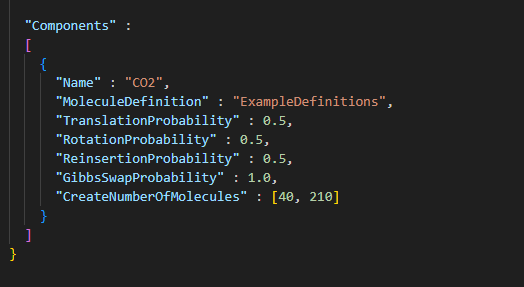 "Components" :
[
{
"Name" : "CO2",
"MoleculeDefinition" : "ExampleDefinitions",
"TranslationProbability" : 0.5,
"RotationProbability" : 0.5,
"ReinsertionProbability" : 0.5,
"GibbsSwapProbability" : 1.0,
"CreateNumberOfMolecules" : [40, 210]
}
]
}